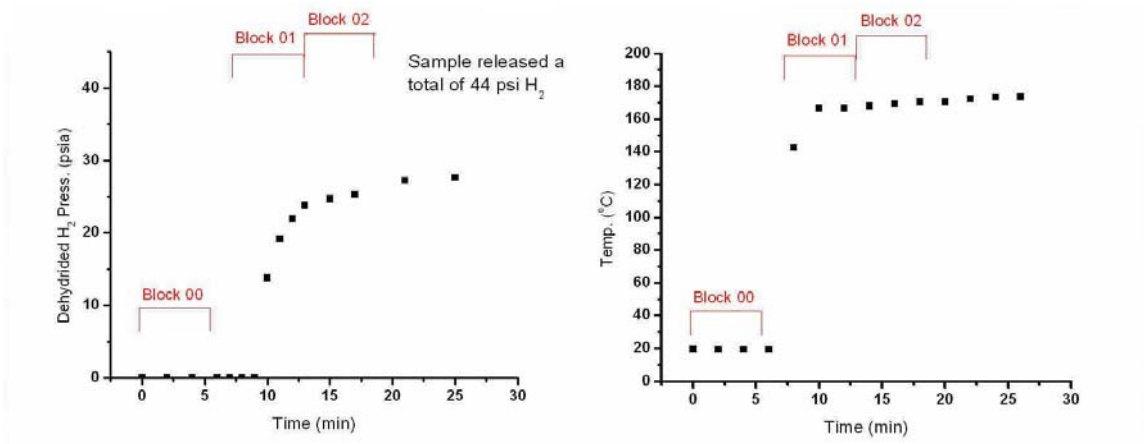 Block 02
Block 01
Sample released a
total of 44 psi H₂
Block 00
Dehydrided H₂ Press. (psia)
40
30
20
10
0
0 5 10 15 20 25 30
Time (min)
Block 02
Block 01
Block 00
Temp. (⁰C)
200
180
160
140
120
100
80
60
40
20
0
0 5 10 15 20 25 30
Time (min)